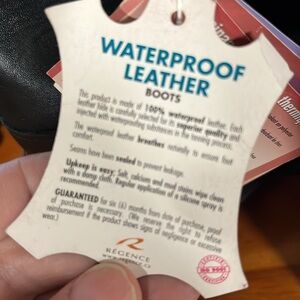 WATERPROOF
LEATHER
BOOTS
This product is made of 100% waterproof leather. Each
leather hide is carefully selected for its superior quality and
injected with waterproofing substances in the tanning process.
The waterproof leather breathes naturally to ensure foot
comfort.
Seams have been sealed to prevent leakage.
Upkeep is easy: Salt, calcium and mud stains wipe clean
with a damp cloth. Regular application of a silicone spray is
recommended.
GUARANTEED for six (6) months from date of purchase, proof
of purchase is necessary. (We reserve the right to refuse
reimbursement if the product shows signs of negligence or excessive
wear.)
RÉGENCE
ISO 9001